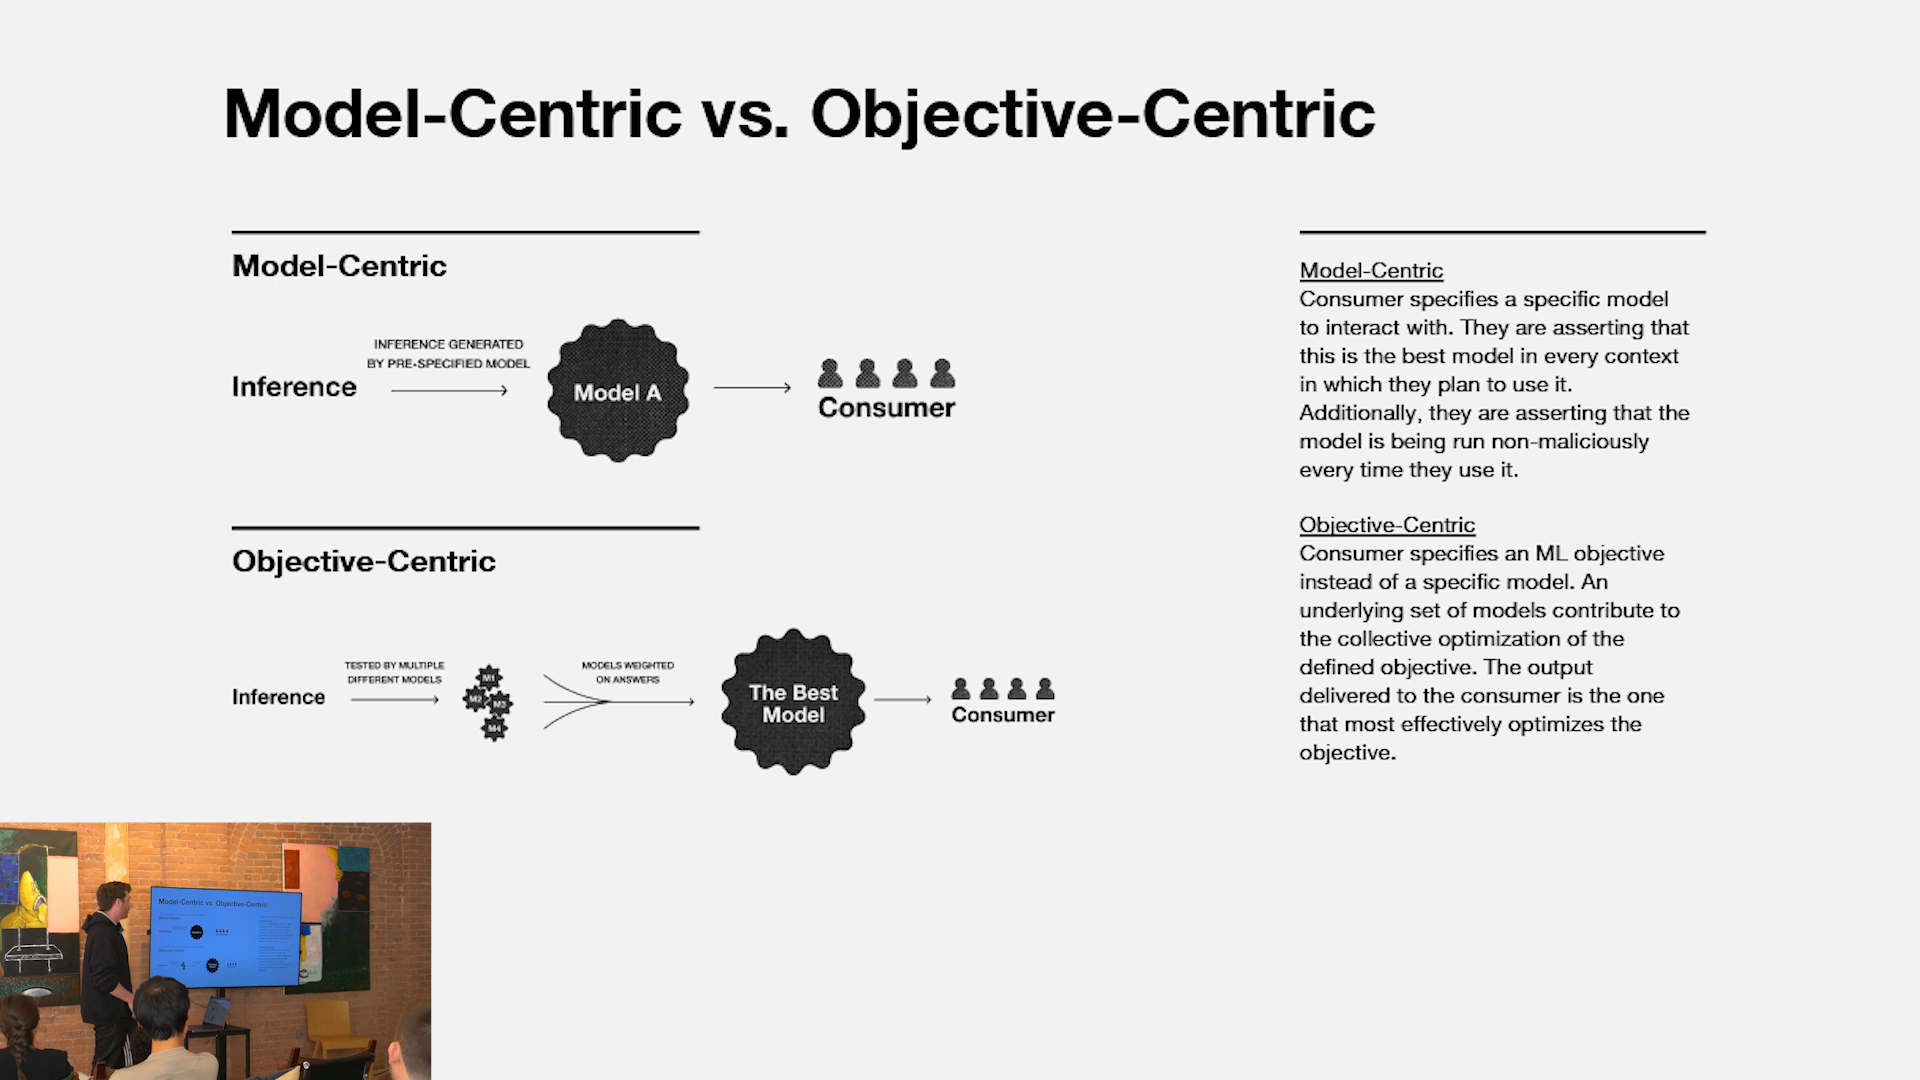 Model-Centric vs. Objective-Centric
Model-Centric
INFERENCE GENERATED
BY PRE-SPECIFIED MODEL
Inference
Model A
Consumer
Objective-Centric
TESTED BY MULTIPLE
DIFFERENT MODELS
Inference
M1
M2
M3
M4
MODELS WEIGHTED
ON ANSWERS
The Best
Model
Consumer
Model-Centric
Consumer specifies a specific model
to interact with. They are asserting that
this is the best model in every context
in which they plan to use it.
Additionally, they are asserting that the
model is being run non-maliciously
every time they use it.
Objective-Centric
Consumer specifies an ML objective
instead of a specific model. An
underlying set of models contribute to
the collective optimization of the
defined objective. The output
delivered to the consumer is the one
that most effectively optimizes the
objective.
Model-Centric vs. Objective-Centric